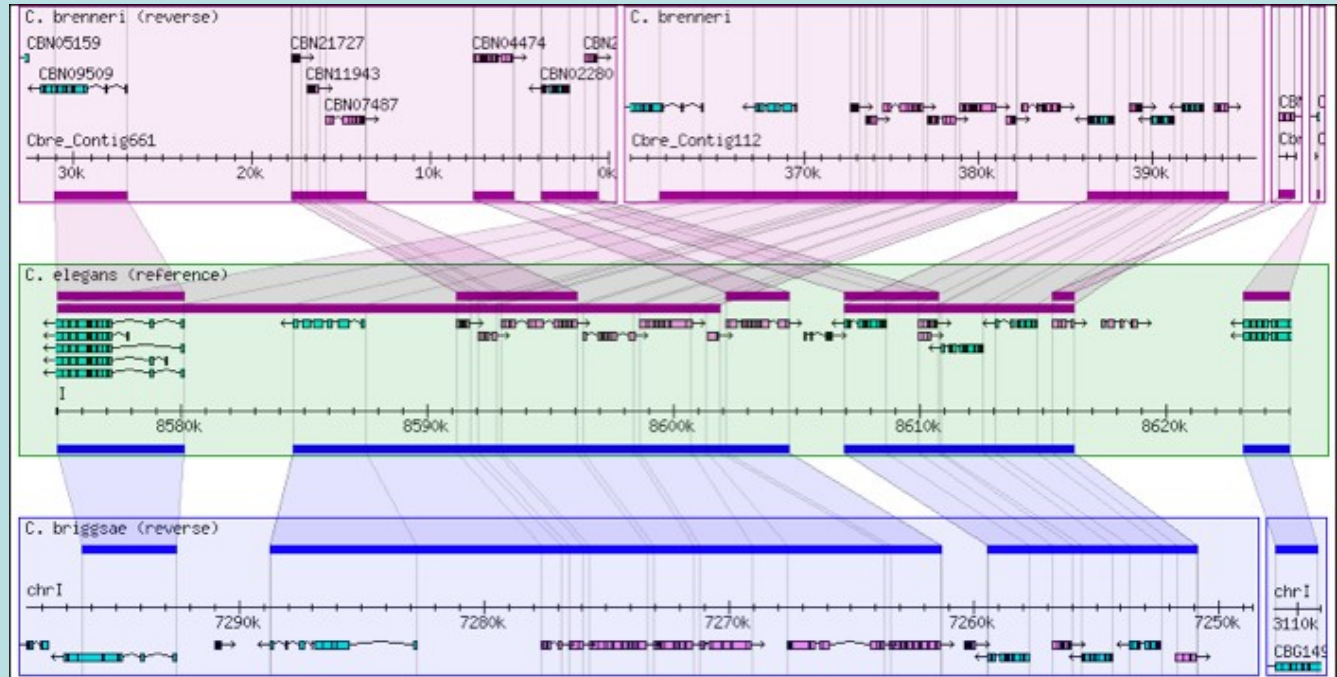 C. brenneri (reverse)
CBN05159 CBN21727 CBN04474
CBN09509 CBN11943 CBN02280
CBN07487
Cbre_Contig661
30k 20k 10k 0k
C. brenneri
Cbre_Contig112
370k 380k 390k
C. elegans (reference)
I
8580k 8590k 8600k 8610k 8620k
C. briggsae (reverse)
chrI
7290k 7280k 7270k 7260k 7250k
chrI
3110k